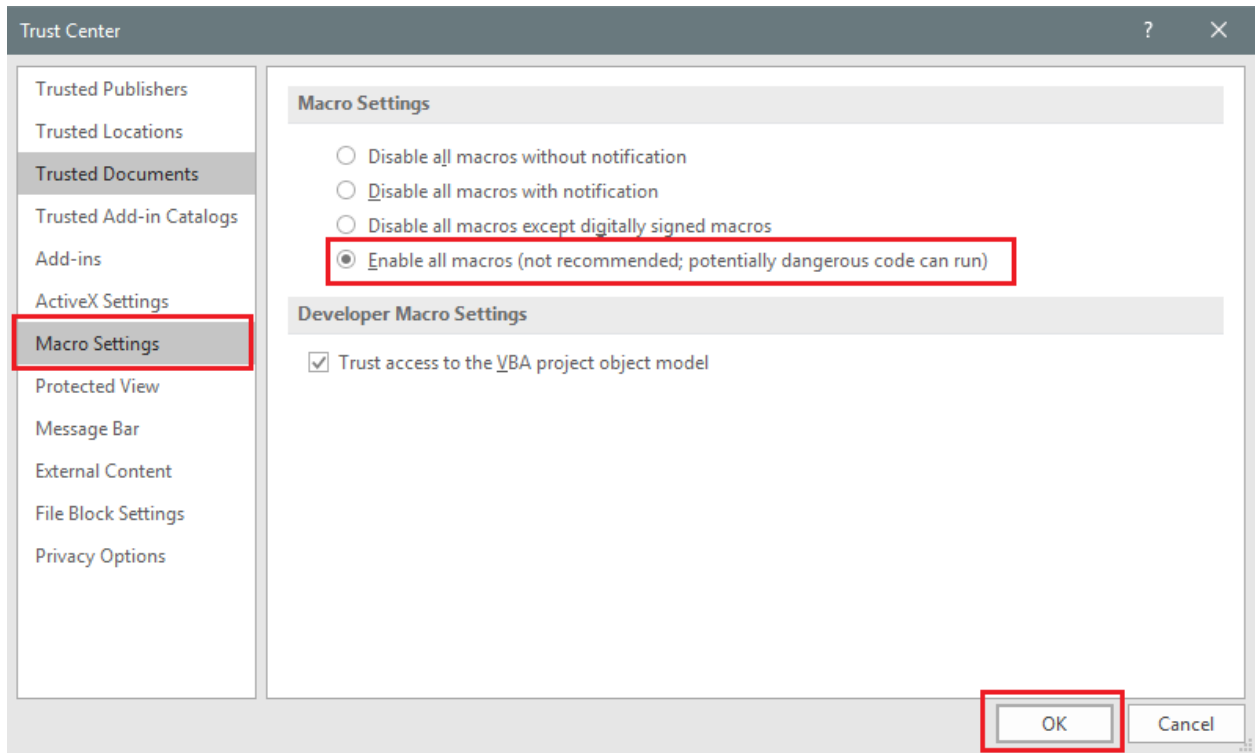 Trust Center
?
Trusted Publishers
Trusted Locations
Trusted Documents
Trusted Add-in Catalogs
Add-ins
ActiveX Settings
Macro Settings
Protected View
Message Bar
External Content
File Block Settings
Privacy Options
Macro Settings
Disable all macros without notification
Disable all macros with notification
Disable all macros except digitally signed macros
Enable all macros (not recommended; potentially dangerous code can run)
Developer Macro Settings
Trust access to the VBA project object model
OK
Cancel